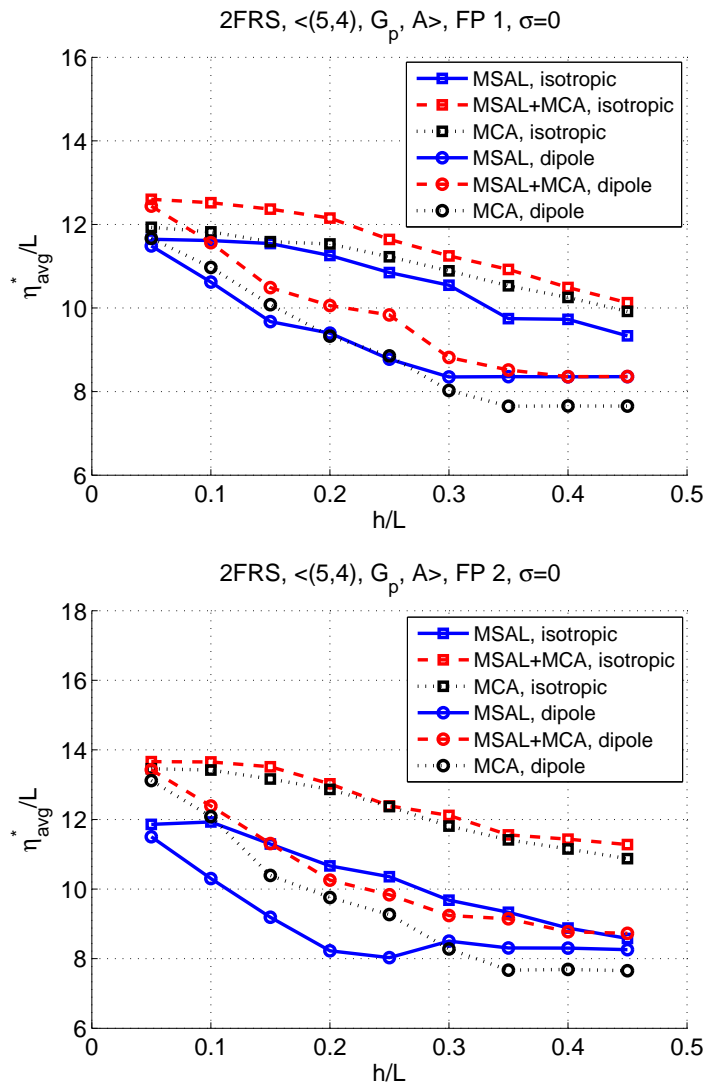 2FRS, <(5,4), G_p, A>, FP 1, σ=0
16
14
12
10
8
6
η*_avg/L
MSAL, isotropic
MSAL+MCA, isotropic
MCA, isotropic
MSAL, dipole
MSAL+MCA, dipole
MCA, dipole
0 0.1 0.2 0.3 0.4 0.5
h/L
2FRS, <(5,4), G_p, A>, FP 2, σ=0
18
16
14
12
10
8
6
η*_avg/L
MSAL, isotropic
MSAL+MCA, isotropic
MCA, isotropic
MSAL, dipole
MSAL+MCA, dipole
MCA, dipole
0 0.1 0.2 0.3 0.4 0.5
h/L